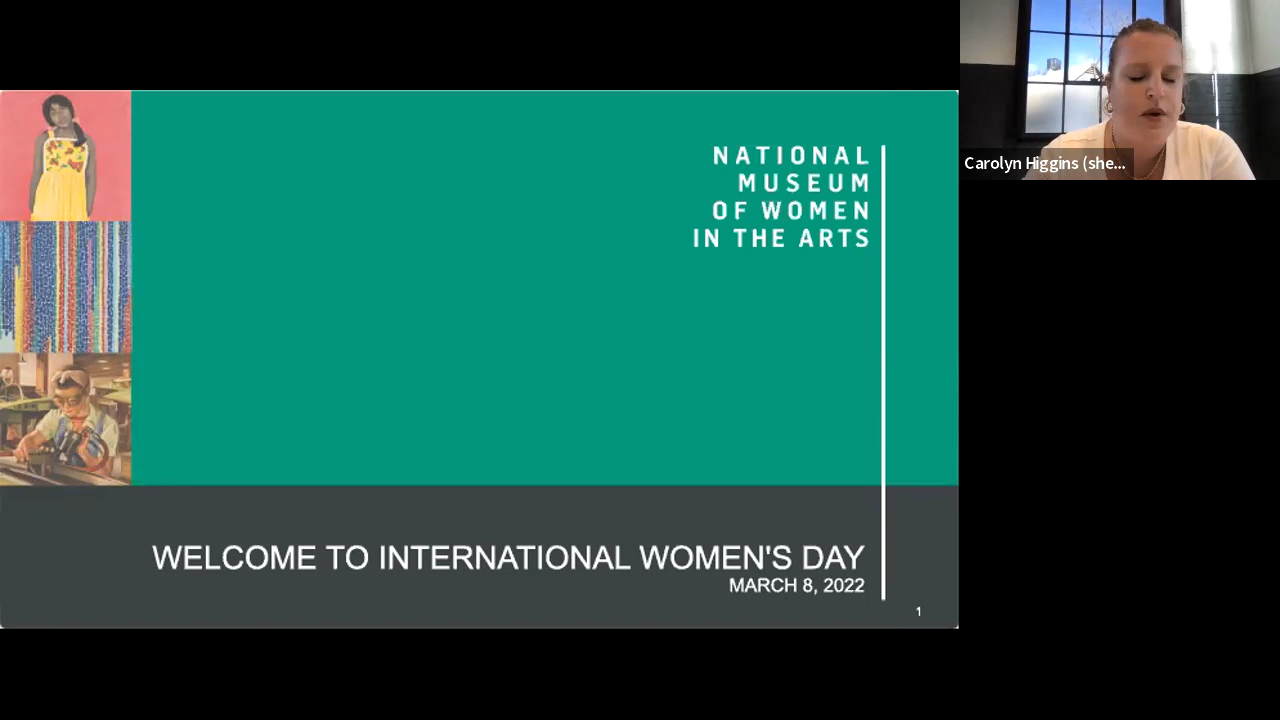 NATIONAL
MUSEUM
OF WOMEN
IN THE ARTS
WELCOME TO INTERNATIONAL WOMEN'S DAY
MARCH 8, 2022
1
Carolyn Higgins (she...